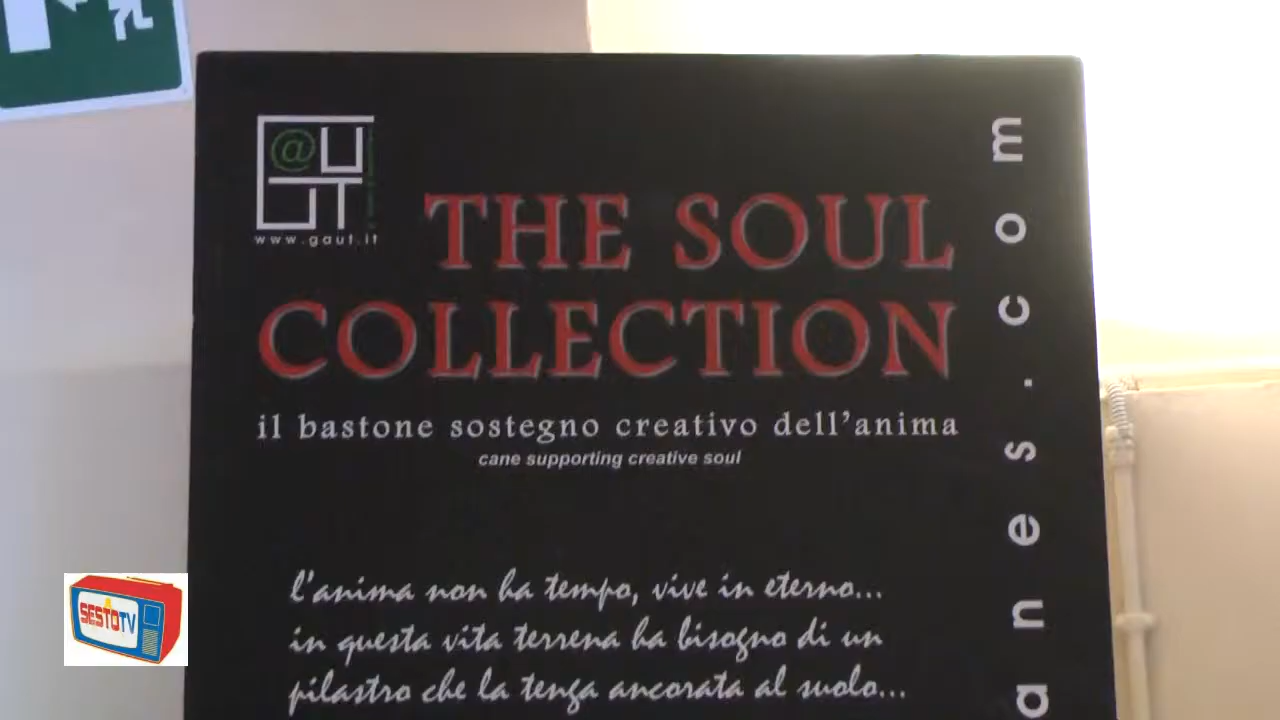 @U
UT
www.gaut.it
THE SOUL
COLLECTION
il bastone sostegno creativo dell'anima
cane supporting creative soul
l'anima non ha tempo, vive in eterno...
in questa vita terrena ha bisogno di un
pilastro che la tenga ancorata al suolo...
anes.com
SESTOTV